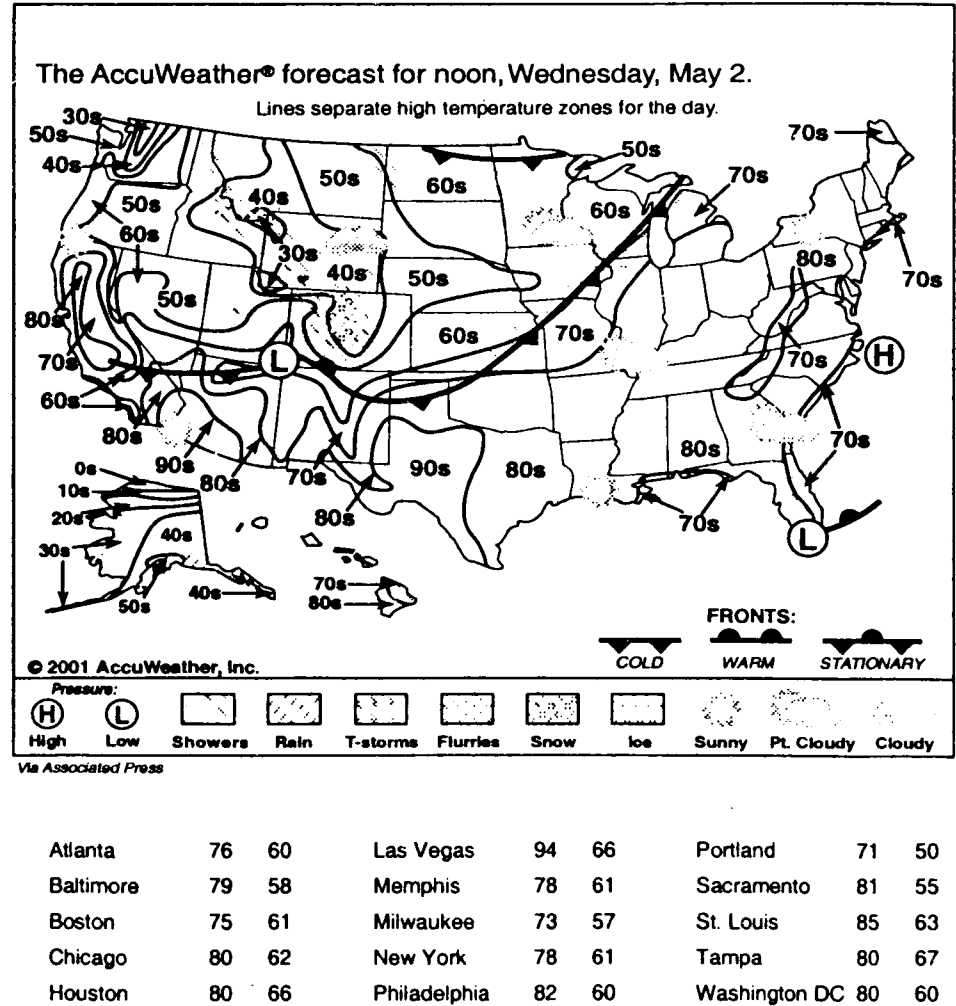 The AccuWeather® forecast for noon, Wednesday, May 2.
Lines separate high temperature zones for the day.
30s
50s
40s
50s
60s
50s
80s
70s
60s
80s
90s
80s
70s
80s
40s
50s
30s
40s
60s
50s
60s
50s
60s
70s
70s
70s
80s
70s
70s
70s
90s
80s
80s
70s
L
H
L
0s
10s
20s
30s
40s
50s
40s
70s
80s
FRONTS:
COLD WARM STATIONARY
© 2001 AccuWeather, Inc.
Pressure:
H L
High Low Showers Rain T-storms Flurries Snow Ice Sunny Pt. Cloudy Cloudy
Via Associated Press
Atlanta 76 60 Las Vegas 94 66 Portland 71 50
Baltimore 79 58 Memphis 78 61 Sacramento 81 55
Boston 75 61 Milwaukee 73 57 St. Louis 85 63
Chicago 80 62 New York 78 61 Tampa 80 67
Houston 80 66 Philadelphia 82 60 Washington DC 80 60